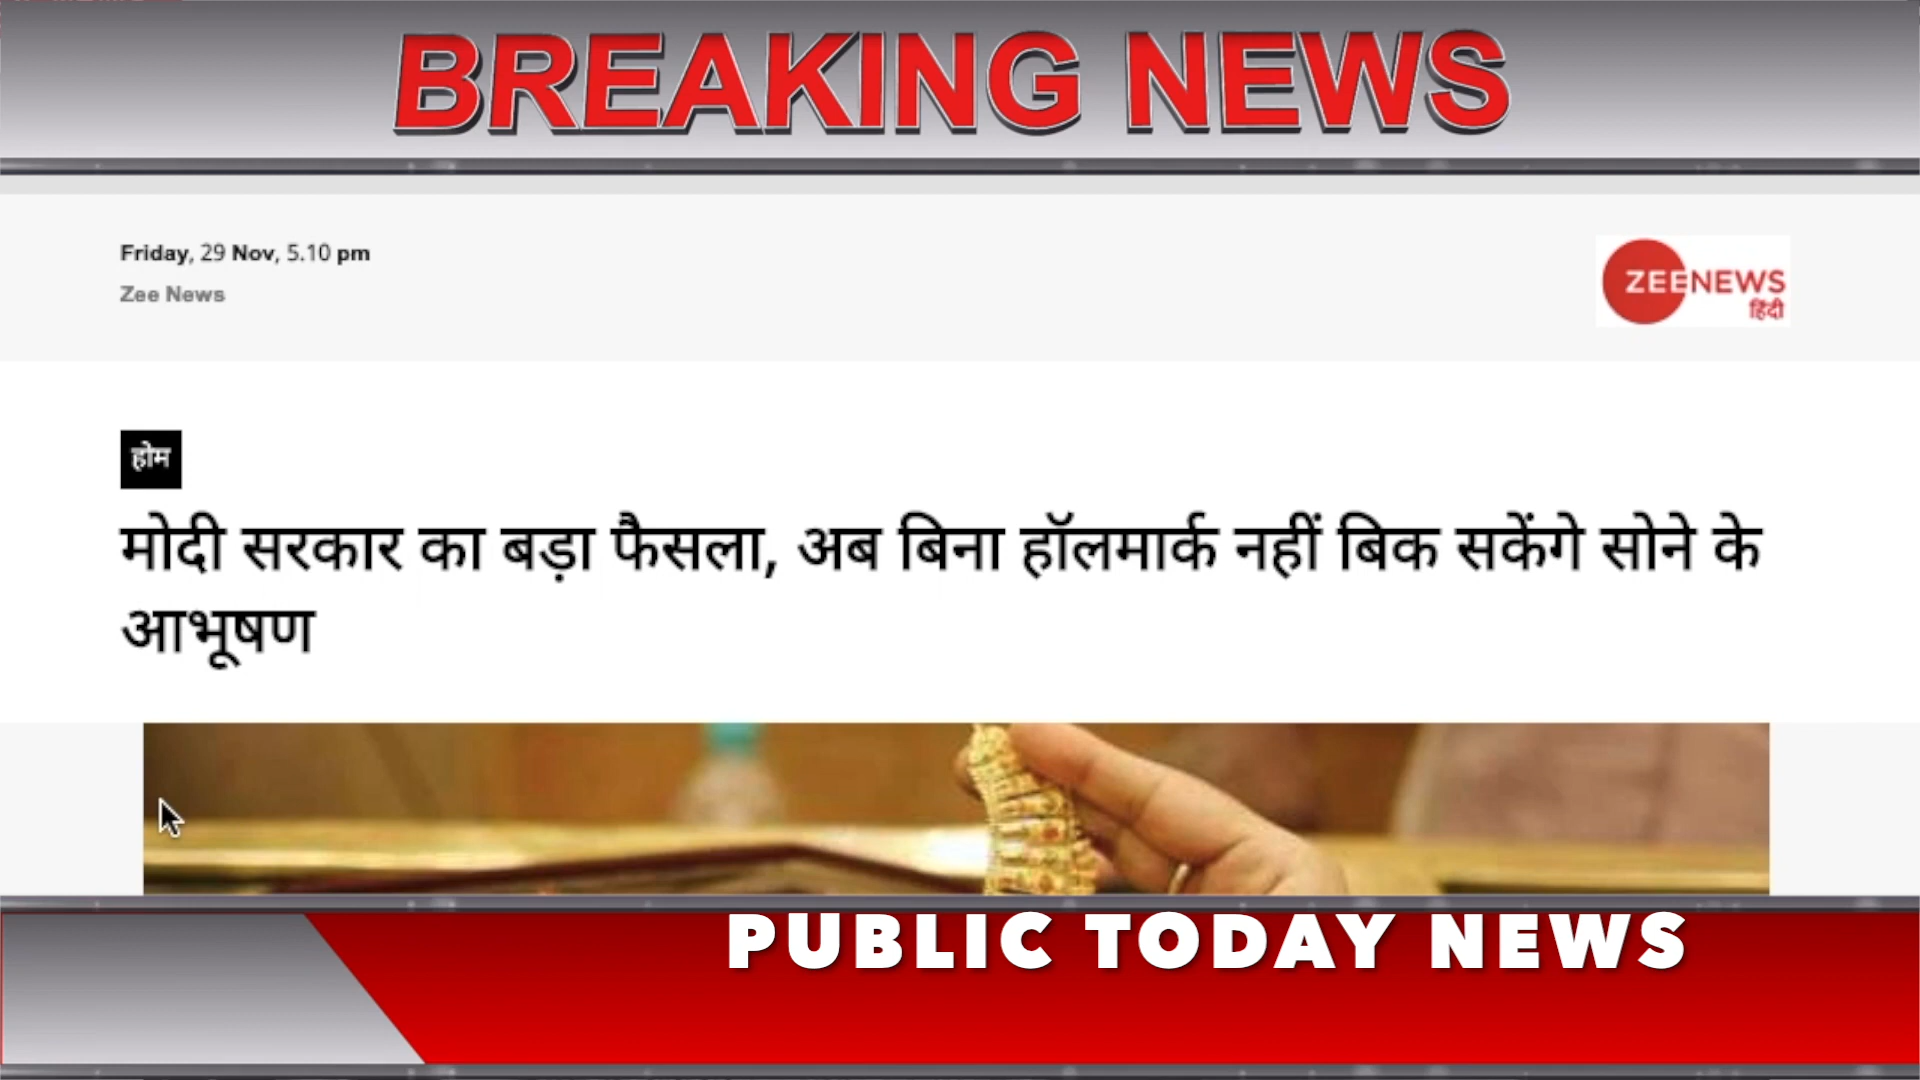 BREAKING NEWS
Friday, 29 Nov, 5.10 pm
Zee News
ZEENEWS
हिंदी
होम
मोदी सरकार का बड़ा फैसला, अब बिना हॉलमार्क नहीं बिक सकेंगे सोने के
आभूषण
PUBLIC TODAY NEWS